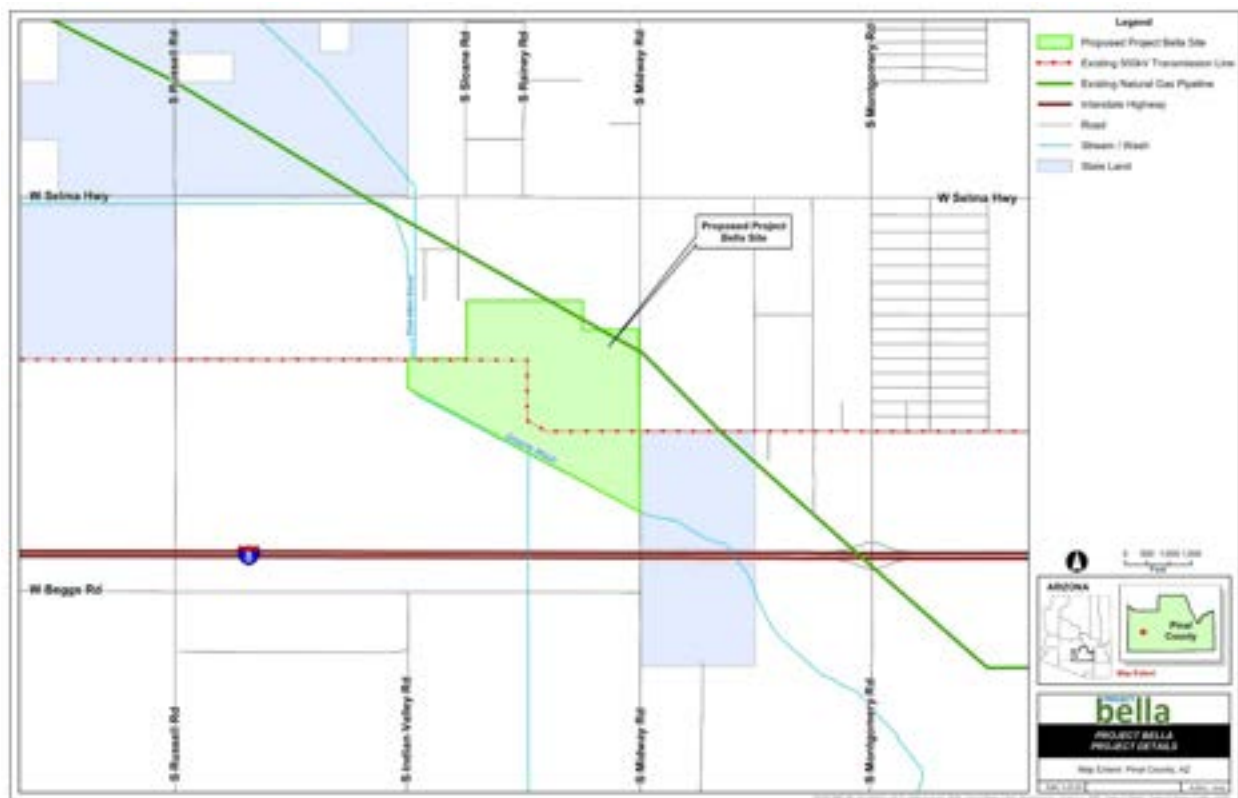 S Russell Rd
S Sloane Rd
S Rainey Rd
S Midway Rd
S Montgomery Rd
W Selma Hwy
W Selma Hwy
Proposed Project
Bella Site
8
W Beggs Rd
S Russell Rd
S Indian Valley Rd
S Midway Rd
S Montgomery Rd
Legend
Proposed Project Bella Site
Existing 500kV Transmission Line
Existing Natural Gas Pipeline
Interstate Highway
Road
Stream / Wash
State Land
Feet
ARIZONA
Pinal
County
Map Extent
bella
PROJECT BELLA
PROJECT DETAILS
Map Extent: Pinal County, AZ